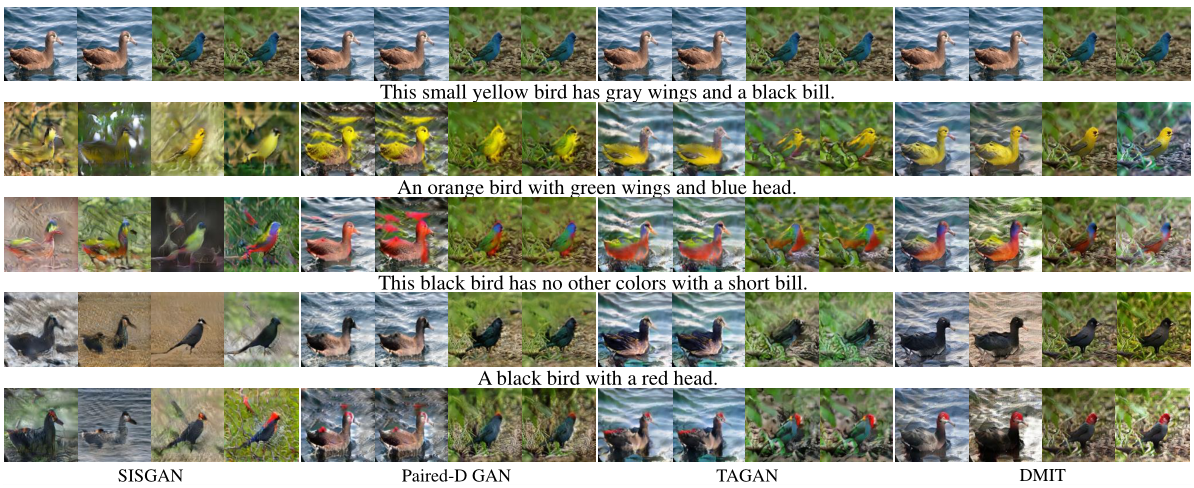 This small yellow bird has gray wings and a black bill.
An orange bird with green wings and blue head.
This black bird has no other colors with a short bill.
A black bird with a red head.
SISGAN Paired-D GAN TAGAN DMIT